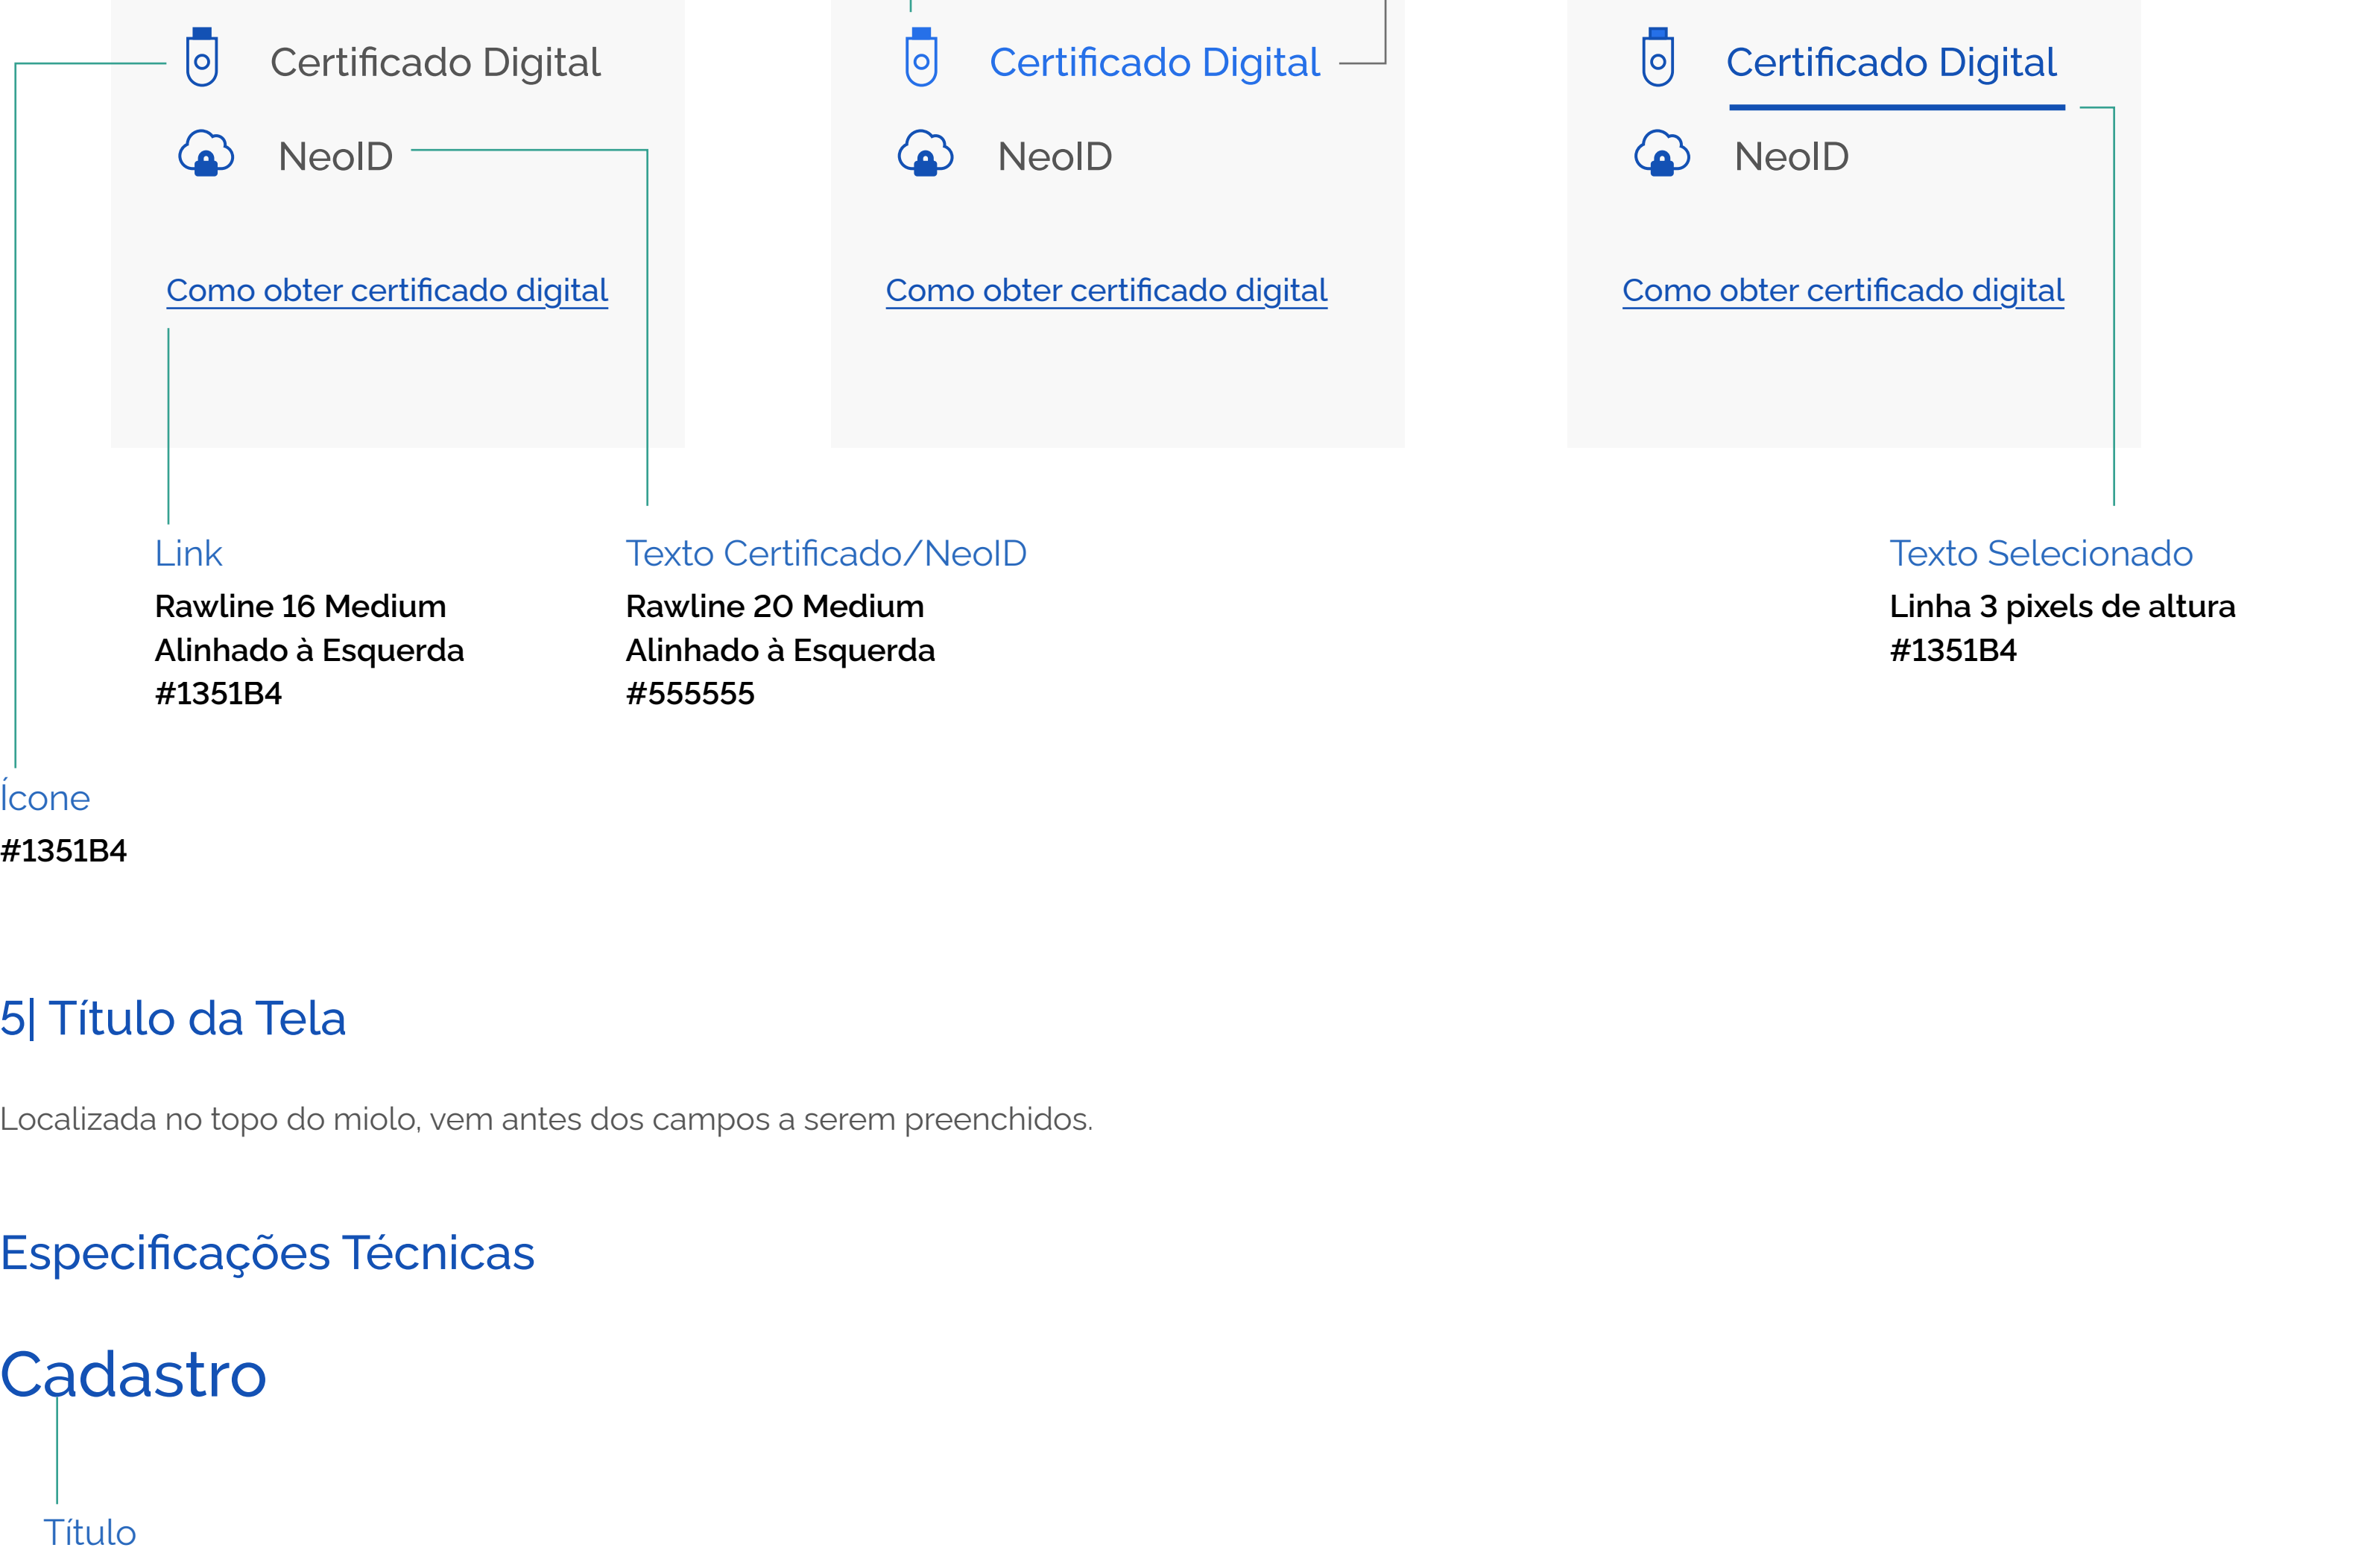 Certificado Digital
NeoID
Como obter certificado digital
Certificado Digital
NeoID
Como obter certificado digital
Certificado Digital
NeoID
Como obter certificado digital
Link
Rawline 16 Medium
Alinhado à Esquerda
#1351B4
Texto Certificado/NeoID
Rawline 20 Medium
Alinhado à Esquerda
#555555
Texto Selecionado
Linha 3 pixels de altura
#1351B4
Ícone
#1351B4
5| Título da Tela
Localizada no topo do miolo, vem antes dos campos a serem preenchidos.
Especificações Técnicas
Cadastro
Título